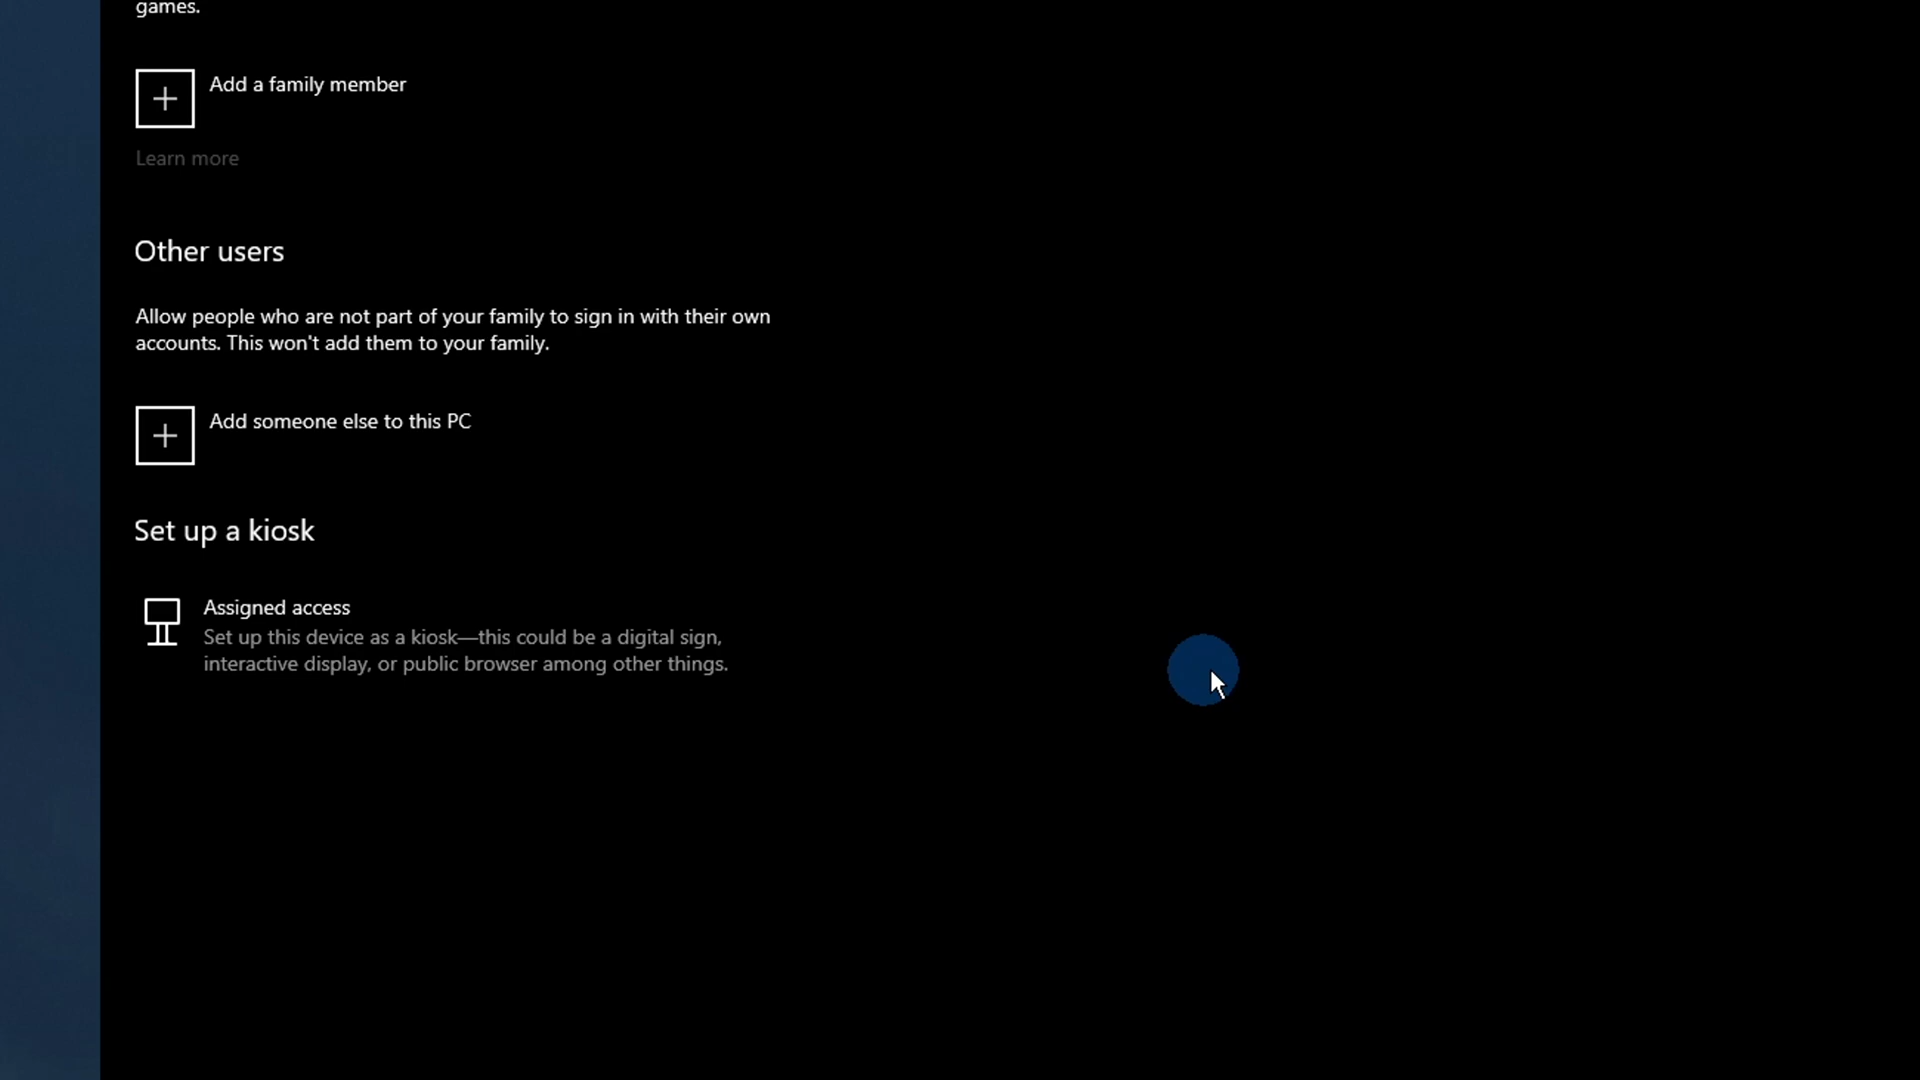 games.
Add a family member
Learn more
Other users
Allow people who are not part of your family to sign in with their own
accounts. This won't add them to your family.
Add someone else to this PC
Set up a kiosk
Assigned access
Set up this device as a kiosk—this could be a digital sign,
interactive display, or public browser among other things.